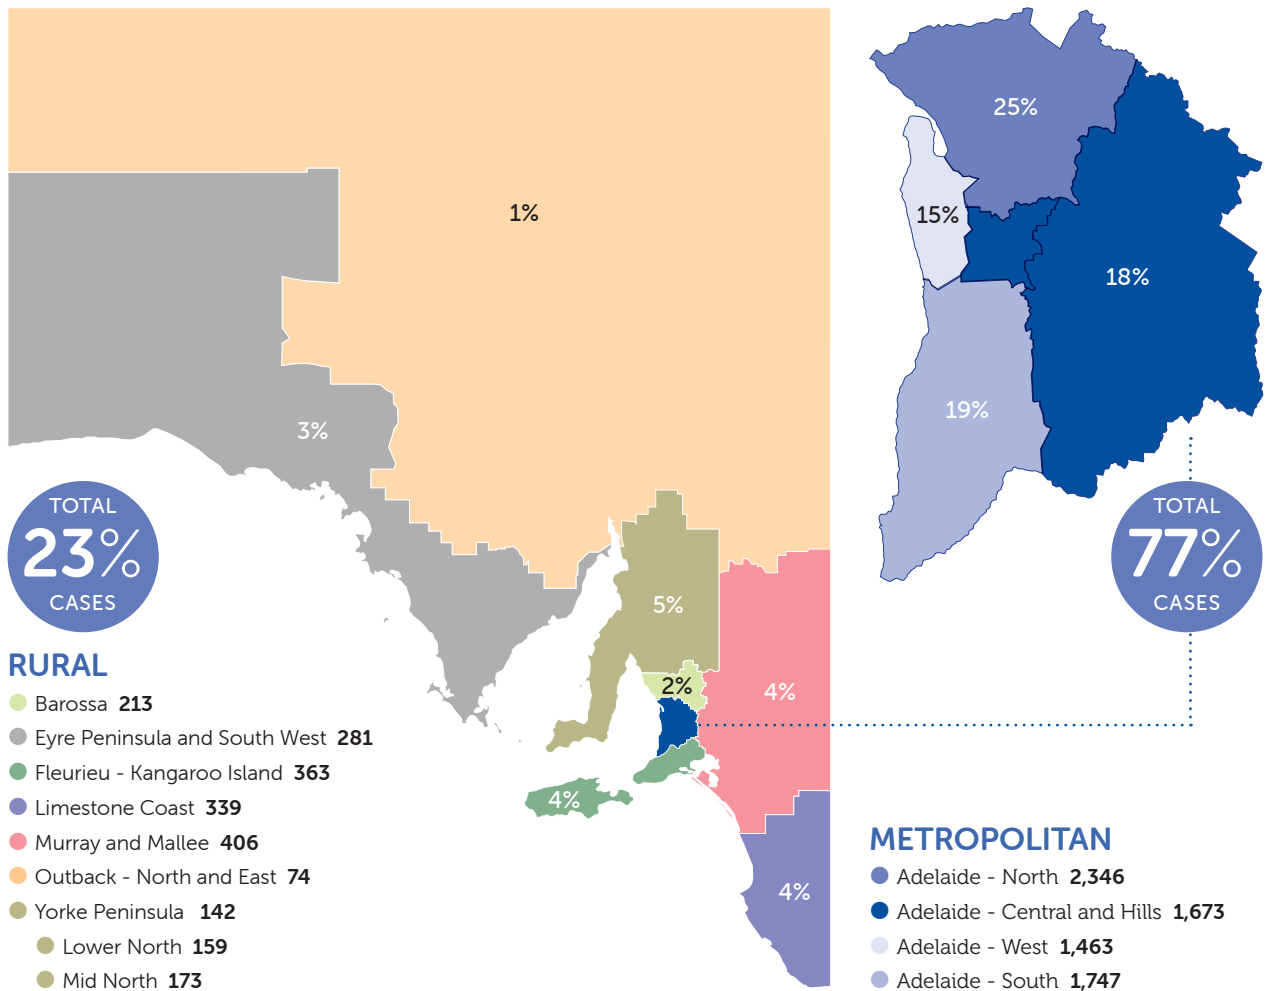 1%
3%
5%
2%
4%
4%
4%
25%
15%
18%
19%
TOTAL
23%
CASES
TOTAL
77%
CASES
RURAL
Barossa 213
Eyre Peninsula and South West 281
Fleurieu - Kangaroo Island 363
Limestone Coast 339
Murray and Mallee 406
Outback - North and East 74
Yorke Peninsula 142
Lower North 159
Mid North 173
METROPOLITAN
Adelaide - North 2,346
Adelaide - Central and Hills 1,673
Adelaide - West 1,463
Adelaide - South 1,747